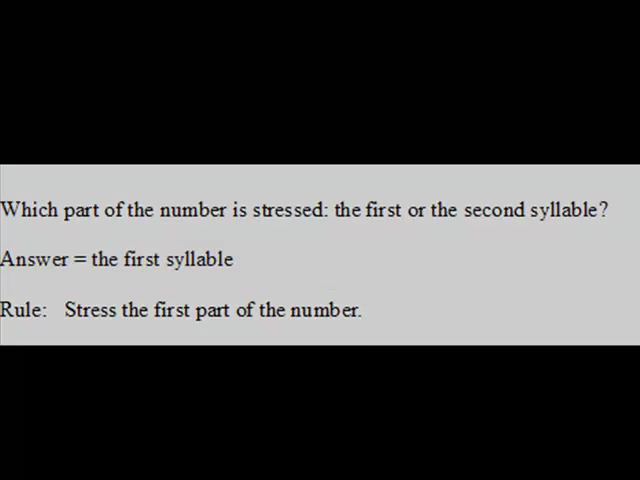 Which part of the number is stressed: the first or the second syllable?
Answer = the first syllable
Rule: Stress the first part of the number.